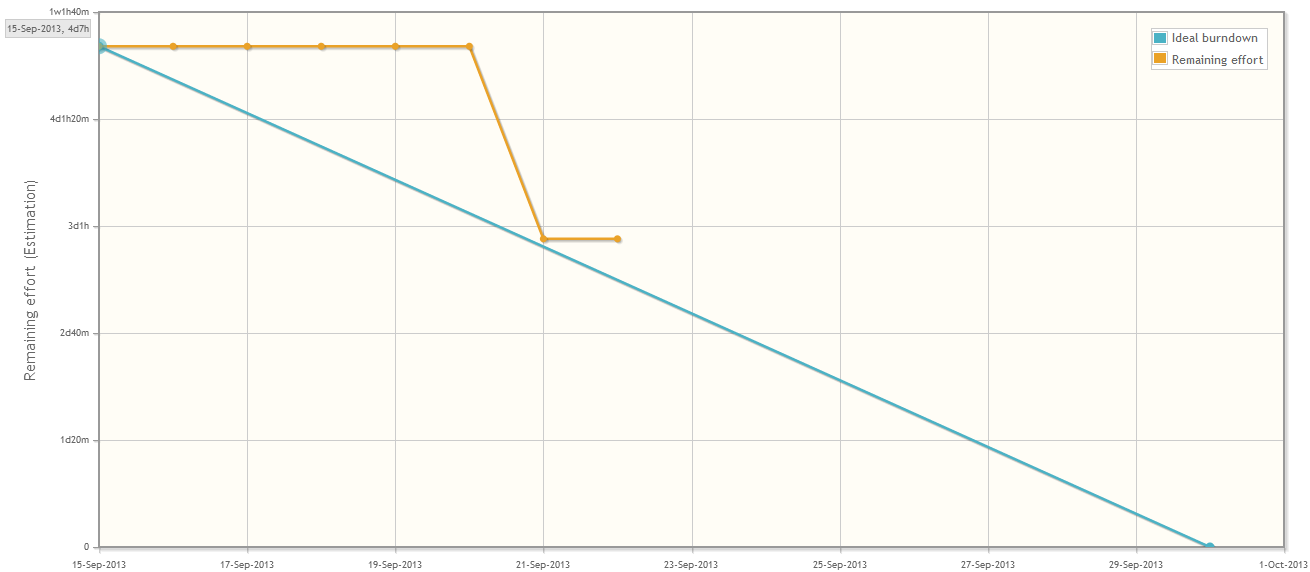 1w1h40m
15-Sep-2013, 4d7h
Ideal burndown
Remaining effort
4d1h20m
3d1h
2d40m
1d20m
0
Remaining effort (Estimation)
15-Sep-2013
17-Sep-2013
19-Sep-2013
21-Sep-2013
23-Sep-2013
25-Sep-2013
27-Sep-2013
29-Sep-2013
1-Oct-2013